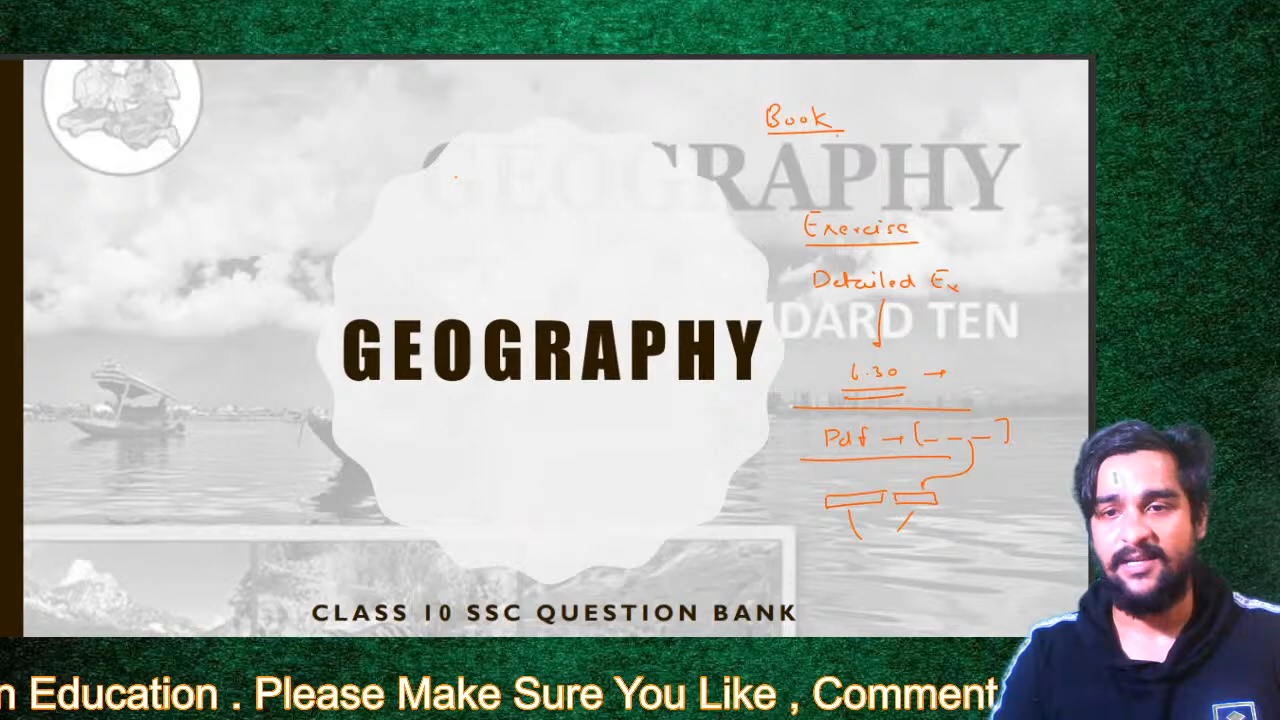 Book
GEOGRAPHY
Exercise
Detailed Ex
DARD TEN
6.30 →
GEOGRAPHY
Pdf → [ _ _ _ ]
CLASS 10 SSC QUESTION BANK
n Education . Please Make Sure You Like , Comment